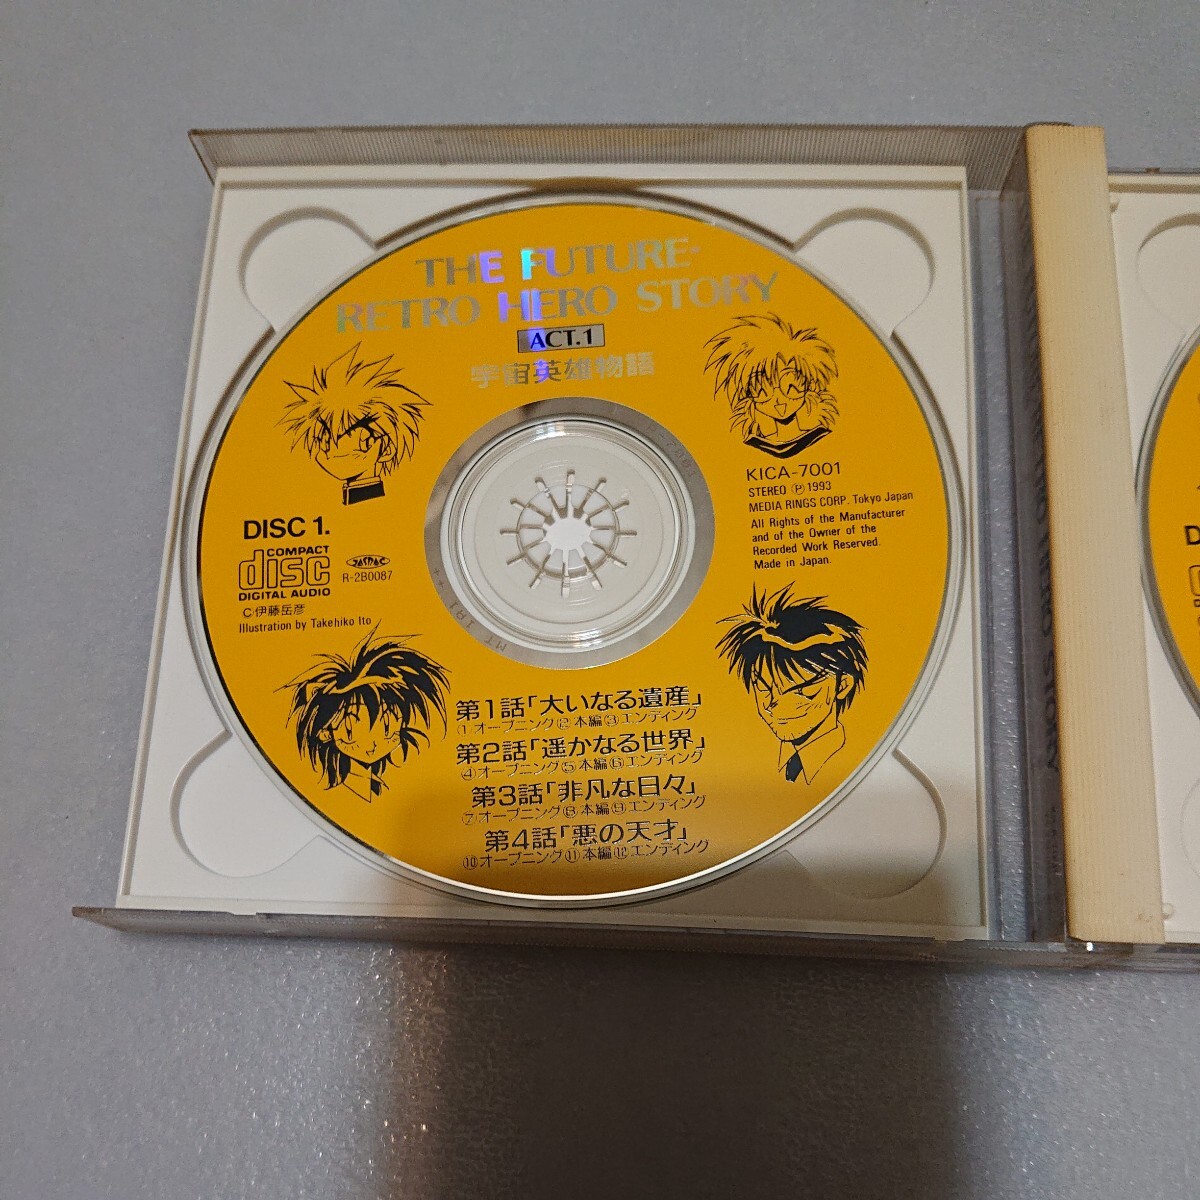 THE FUTURE-
RETRO HERO STORY
ACT.1
宇宙英雄物語
KICA-7001
STEREO Ⓟ 1993
MEDIA RINGS CORP. Tokyo Japan
All Rights of the Manufacturer
and of the Owner of the
Recorded Work Reserved.
Made in Japan.
DISC 1.
COMPACT
disc
DIGITAL AUDIO
JASRAC
R-2B0087
C:伊藤岳彦
Illustration by Takehiko Ito
第1話「大いなる遺産」
①オープニング②本編③エンディング
第2話「遥かなる世界」
④オープニング⑤本編⑥エンディング
第3話「非凡な日々」
⑦オープニング⑧本編⑨エンディング
第4話「悪の天才」
⑩オープニング⑪本編⑫エンディング